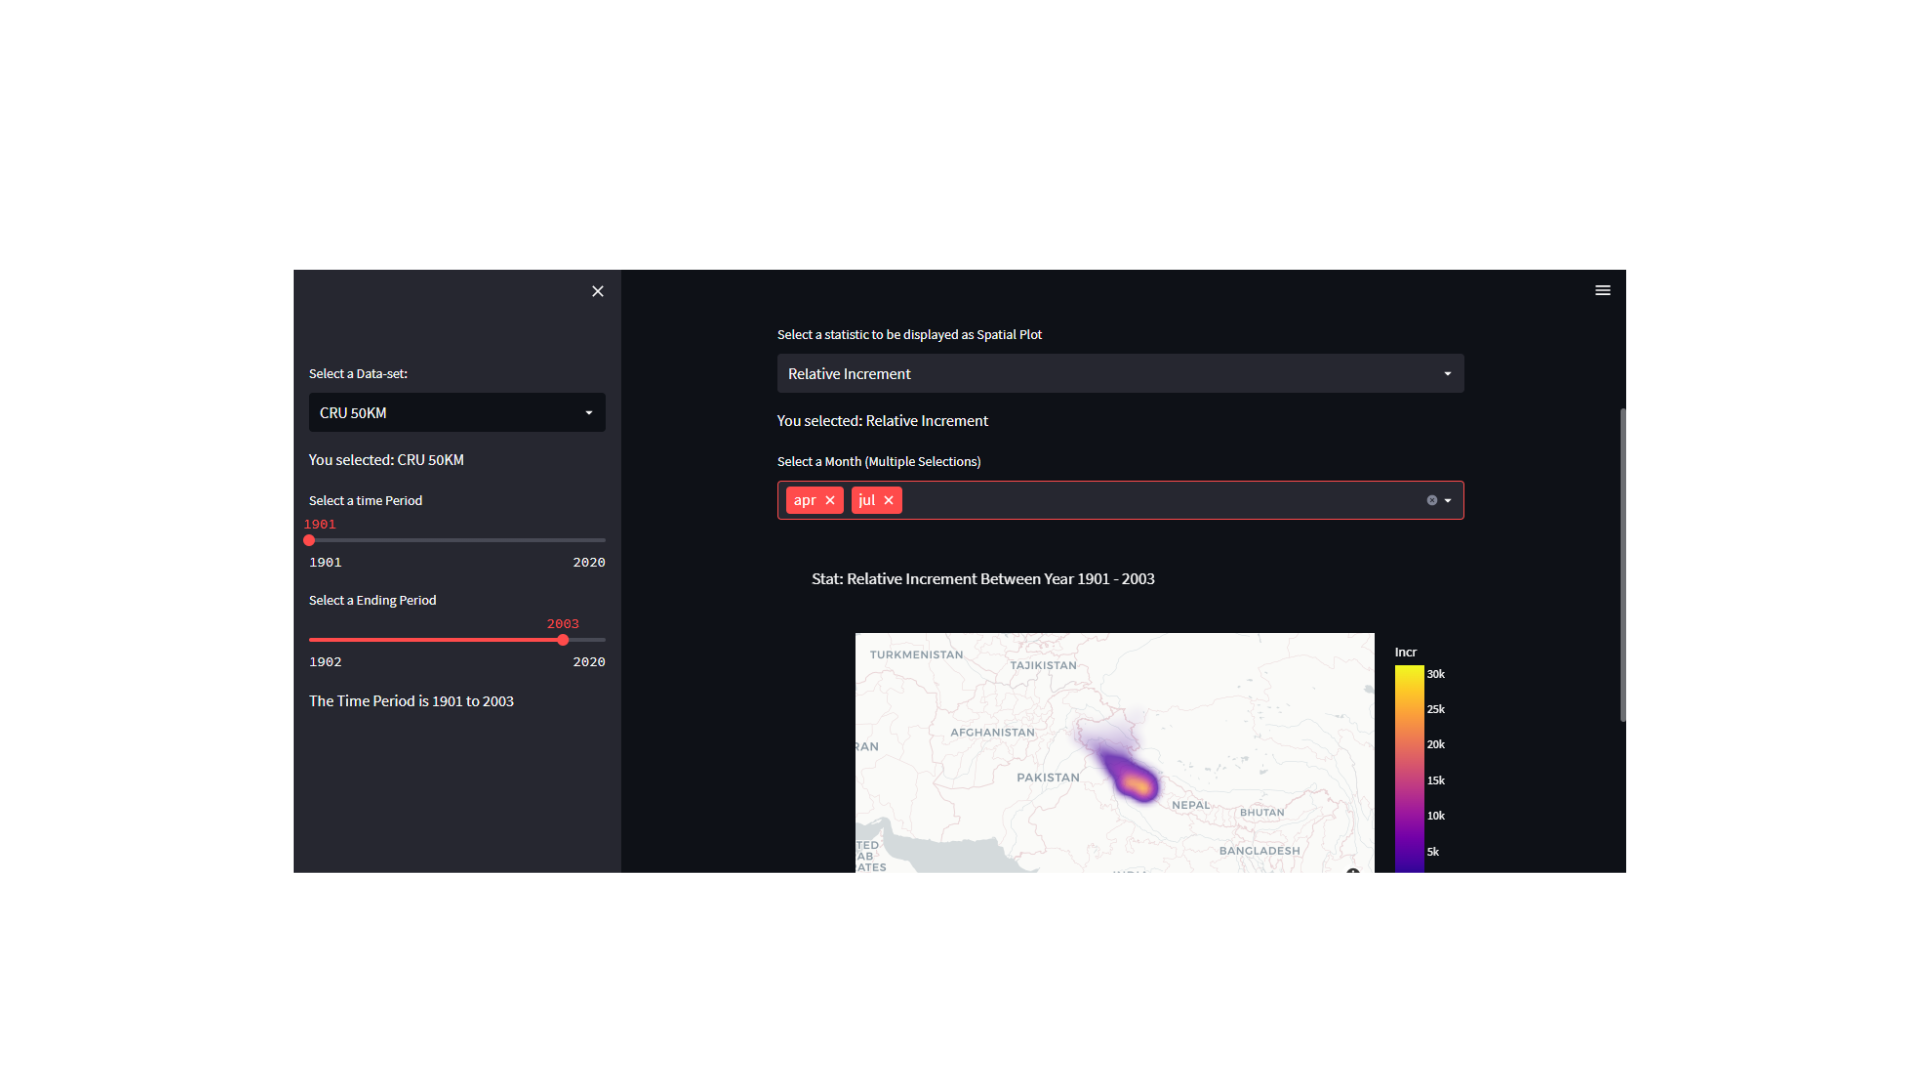 Select a Data-set:
CRU 50KM
You selected: CRU 50KM
Select a time Period
1901
1901 2020
Select a Ending Period
2003
1902 2020
The Time Period is 1901 to 2003
Select a statistic to be displayed as Spatial Plot
Relative Increment
You selected: Relative Increment
Select a Month (Multiple Selections)
apr jul
Stat: Relative Increment Between Year 1901 - 2003
TURKMENISTAN
TAJIKISTAN
AFGHANISTAN
RAN
PAKISTAN
NEPAL
BHUTAN
BANGLADESH
TED
AB
ATES
Incr
30k
25k
20k
15k
10k
5k